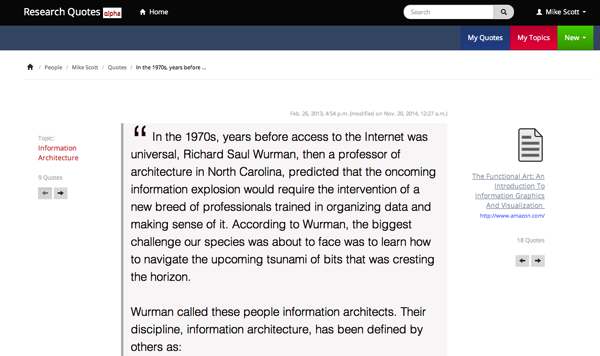 Research Quotes alpha Home Search Mike Scott
My Quotes My Topics New
/ People / Mike Scott / Quotes / In the 1970s, years before ...
Feb. 26, 2013, 4:54 p.m. (modified on Nov. 20, 2014, 12:27 a.m.)
Topic:
Information
Architecture
9 Quotes
“ In the 1970s, years before access to the Internet was
universal, Richard Saul Wurman, then a professor of
architecture in North Carolina, predicted that the oncoming
information explosion would require the intervention of a
new breed of professionals trained in organizing data and
making sense of it. According to Wurman, the biggest
challenge our species was about to face was to learn how
to navigate the upcoming tsunami of bits that was cresting
the horizon.
Wurman called these people information architects. Their
discipline, information architecture, has been defined by
others as:
The Functional Art: An
Introduction To
Information Graphics
And Visualization
http://www.amazon.com/
18 Quotes